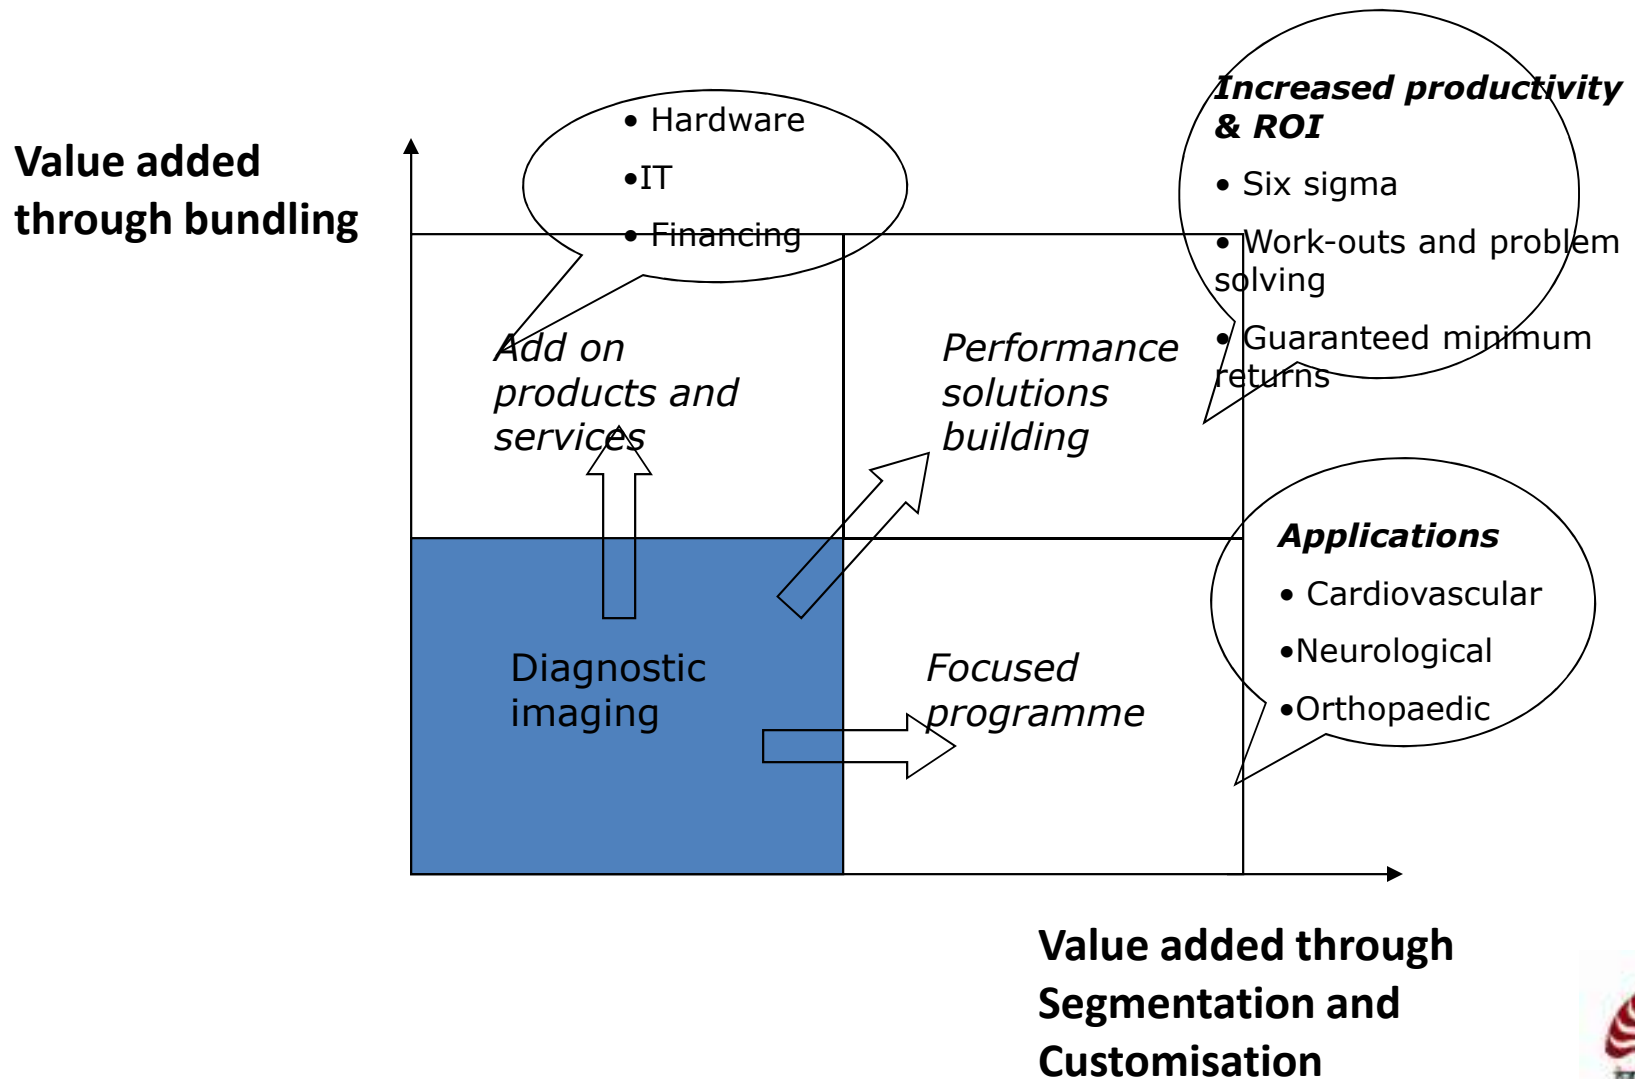 Value added
through bundling
• Hardware
•IT
• Financing
Increased productivity
& ROI
• Six sigma
• Work-outs and problem
solving
• Guaranteed minimum
returns
Add on
products and
services
Performance
solutions
building
Applications
• Cardiovascular
•Neurological
•Orthopaedic
Diagnostic
imaging
Focused
programme
Value added through
Segmentation and
Customisation